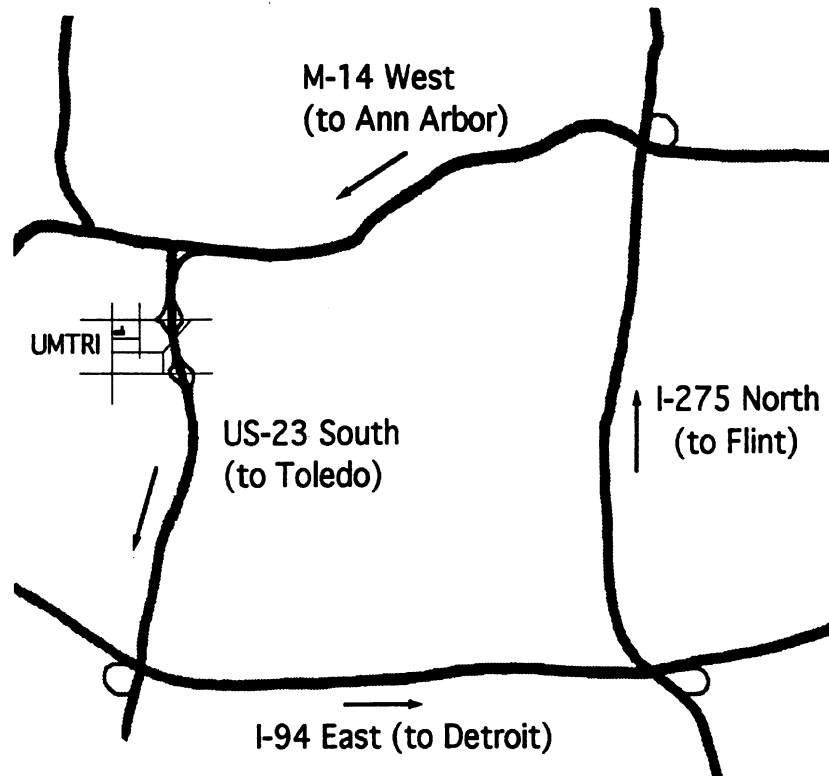 M-14 West
(to Ann Arbor)
UMTRI
I-275 North
(to Flint)
US-23 South
(to Toledo)
I-94 East (to Detroit)